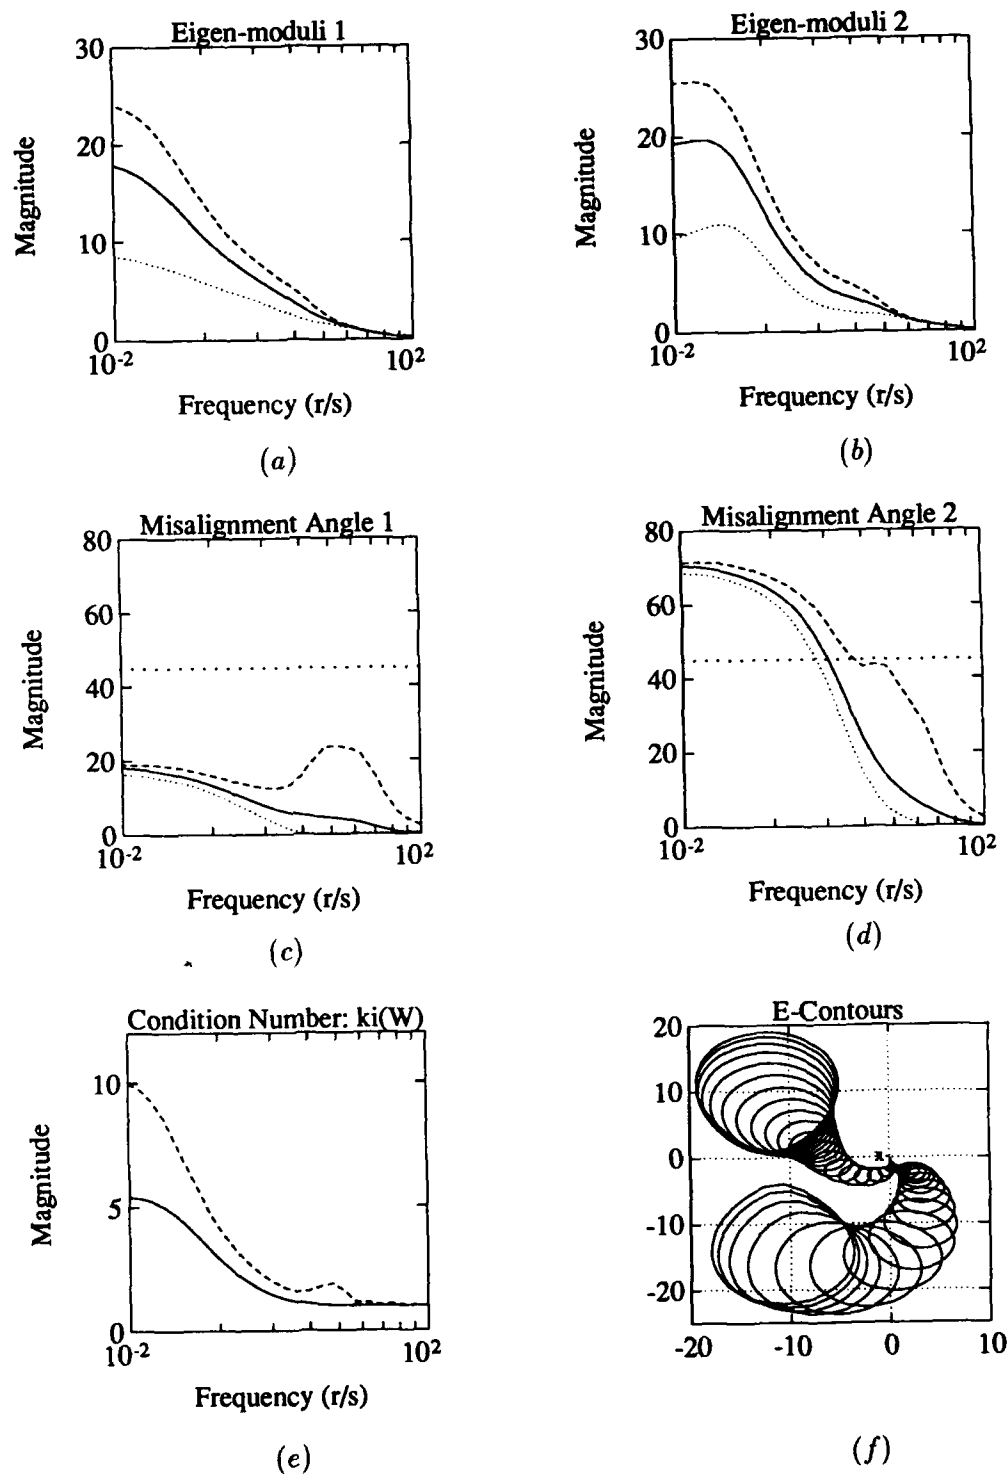 Eigen-moduli 1
30
20
10
0
10-2
102
Magnitude
Frequency (r/s)
(a)
Eigen-moduli 2
30
20
10
0
10-2
102
Magnitude
Frequency (r/s)
(b)
Misalignment Angle 1
80
60
40
20
0
10-2
102
Magnitude
Frequency (r/s)
(c)
Misalignment Angle 2
80
60
40
20
0
10-2
102
Magnitude
Frequency (r/s)
(d)
Condition Number: ki(W)
10
5
0
10-2
102
Magnitude
Frequency (r/s)
(e)
E-Contours
20
10
0
-10
-20
-20
-10
0
10
(f)